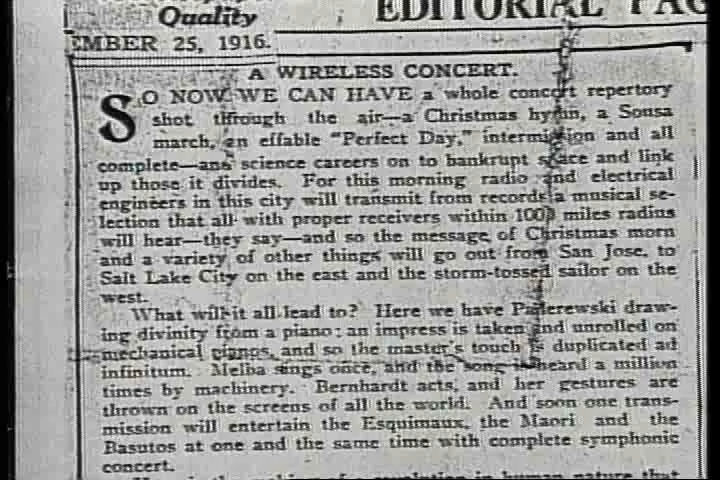 Quality
EDITORIAL PAG
EMBER 25, 1916.
A WIRELESS CONCERT.
SO NOW WE CAN HAVE a whole concert repertory
shot through the air—a Christmas hymn, a Sousa
march, an effable "Perfect Day," intermission and all
complete—and science careers on to bankrupt space and link
up those it divides. For this morning radio and electrical
engineers in this city will transmit from records a musical se-
lection that all with proper receivers within 1000 miles radius
will hear—they say—and so the message of Christmas morn
and a variety of other things will go out from San Jose, to
Salt Lake City on the east and the storm-tossed sailor on the
west.
What will it all lead to? Here we have Paderewski draw-
ing divinity from a piano; an impress is taken and unrolled on
mechanical pianos, and so the master's touch is duplicated ad
infinitum. Melba sings once, and the song is heard a million
times by machinery. Bernhardt acts, and her gestures are
thrown on the screens of all the world. And soon one trans-
mission will entertain the Esquimaux, the Maori and the
Basutos at one and the same time with complete symphonic
concert.